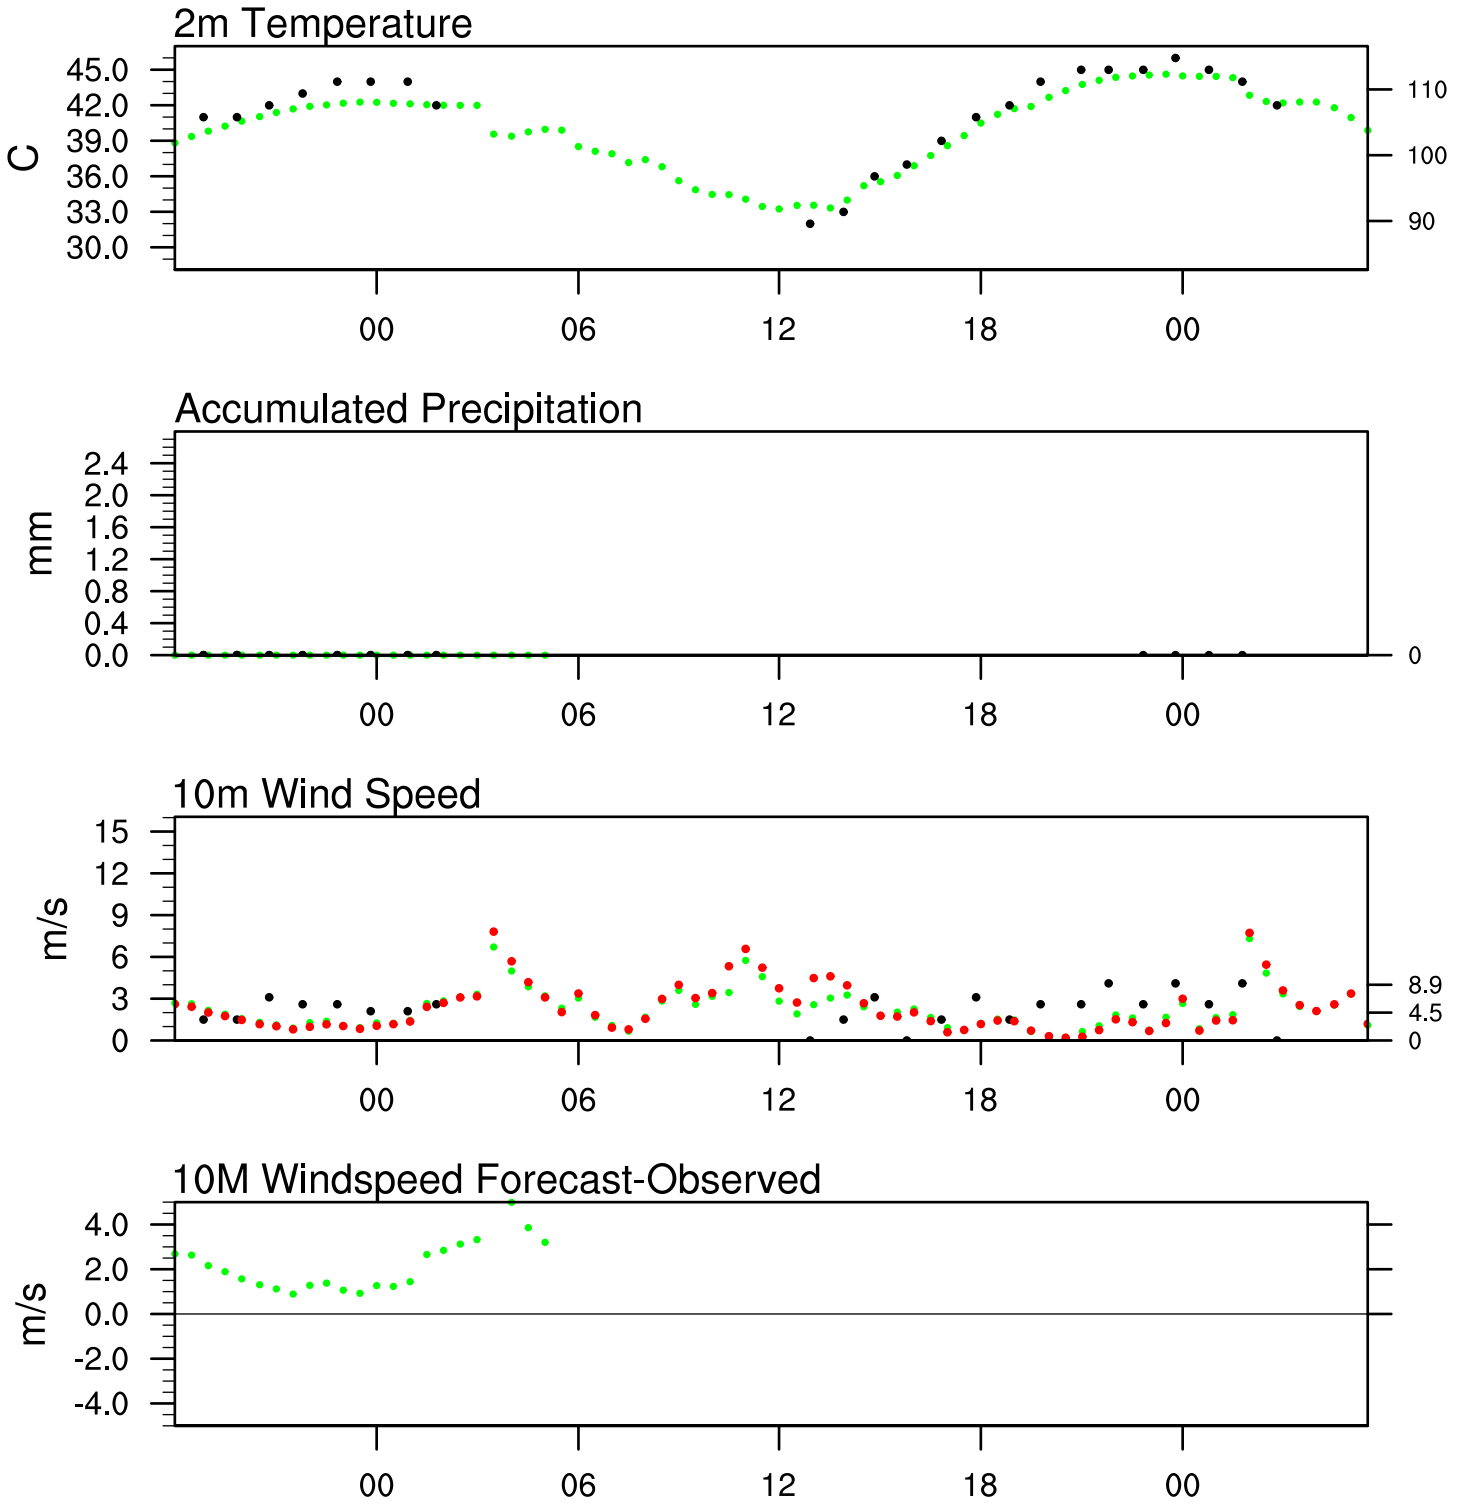 2m Temperature
45.0
42.0
39.0
36.0
33.0
30.0
C
110
100
90
00 06 12 18 00
Accumulated Precipitation
2.4
2.0
1.6
1.2
0.8
0.4
0.0
mm
0
00 06 12 18 00
10m Wind Speed
15
12
9
6
3
0
m/s
8.9
4.5
0
00 06 12 18 00
10M Windspeed Forecast-Observed
4.0
2.0
0.0
-2.0
-4.0
m/s
00 06 12 18 00